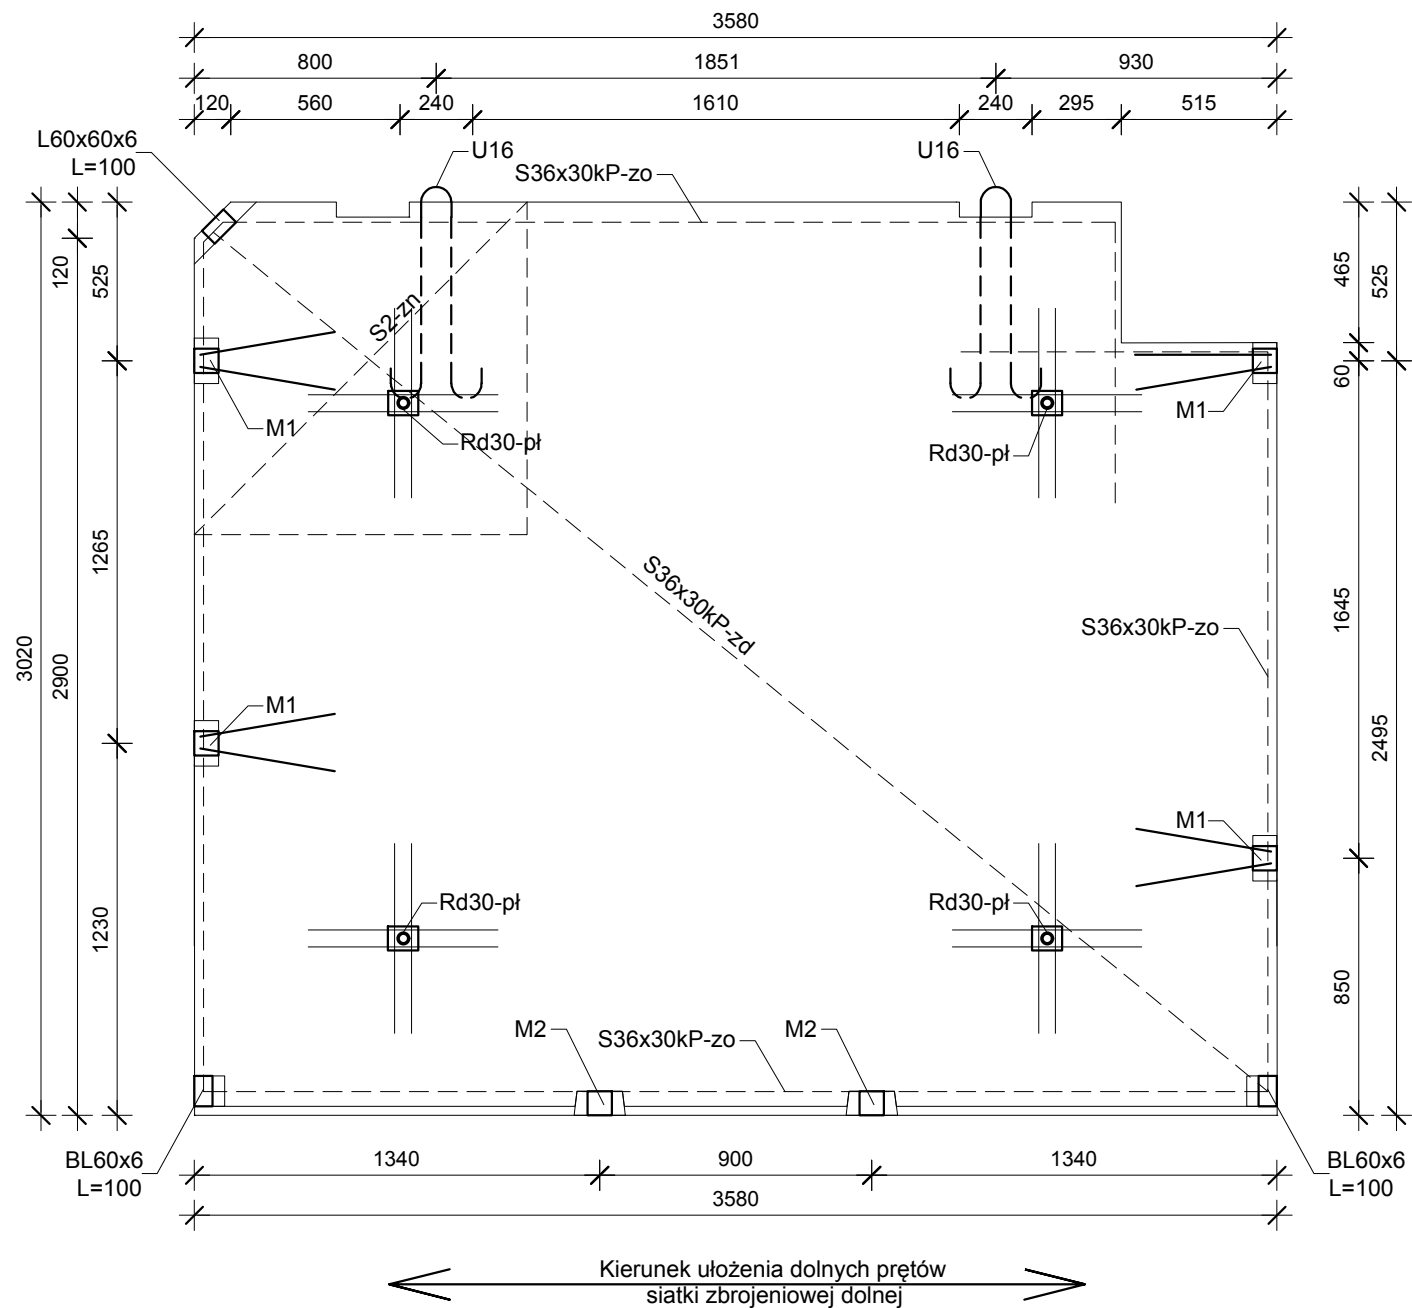 3580
800
1851
930
120
560
240
1610
240
295
515
L60x60x6
L=100
U16
U16
S36x30kP-zo
3020
2900
120
525
1265
1230
465
60
1645
850
525
2495
S2-zn
M1
M1
Rd30-pł
Rd30-pł
S36x30kP-zd
S36x30kP-zo
M1
M1
Rd30-pł
Rd30-pł
M2
S36x30kP-zo
M2
BL60x6
L=100
BL60x6
L=100
1340
900
1340
3580
Kierunek ułożenia dolnych prętów
siatki zbrojeniowej dolnej